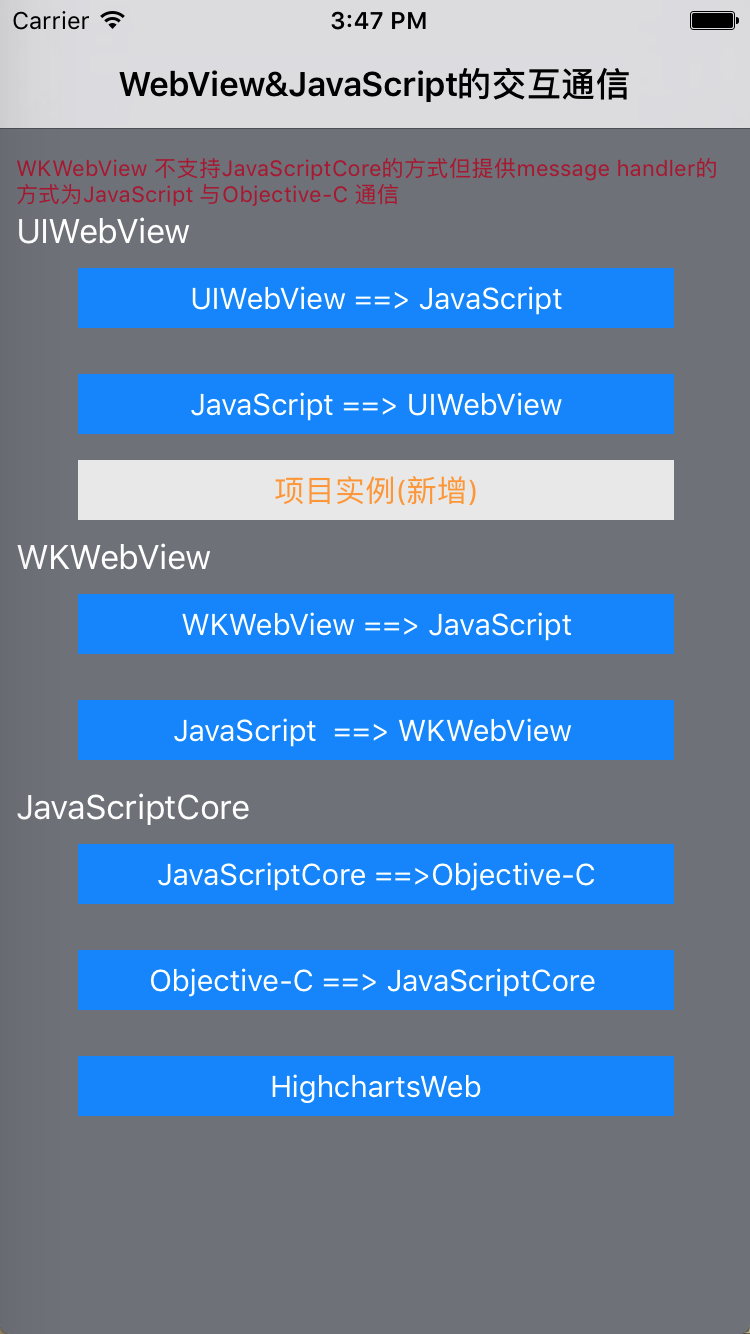 Carrier 3:47 PM
WebView&JavaScript的交互通信
WKWebView 不支持JavaScriptCore的方式但提供message handler的
方式为JavaScript 与Objective-C 通信
UIWebView
UIWebView ==> JavaScript
JavaScript ==> UIWebView
项目实例(新增)
WKWebView
WKWebView ==> JavaScript
JavaScript  ==> WKWebView
JavaScriptCore
JavaScriptCore ==>Objective-C
Objective-C ==> JavaScriptCore
HighchartsWeb